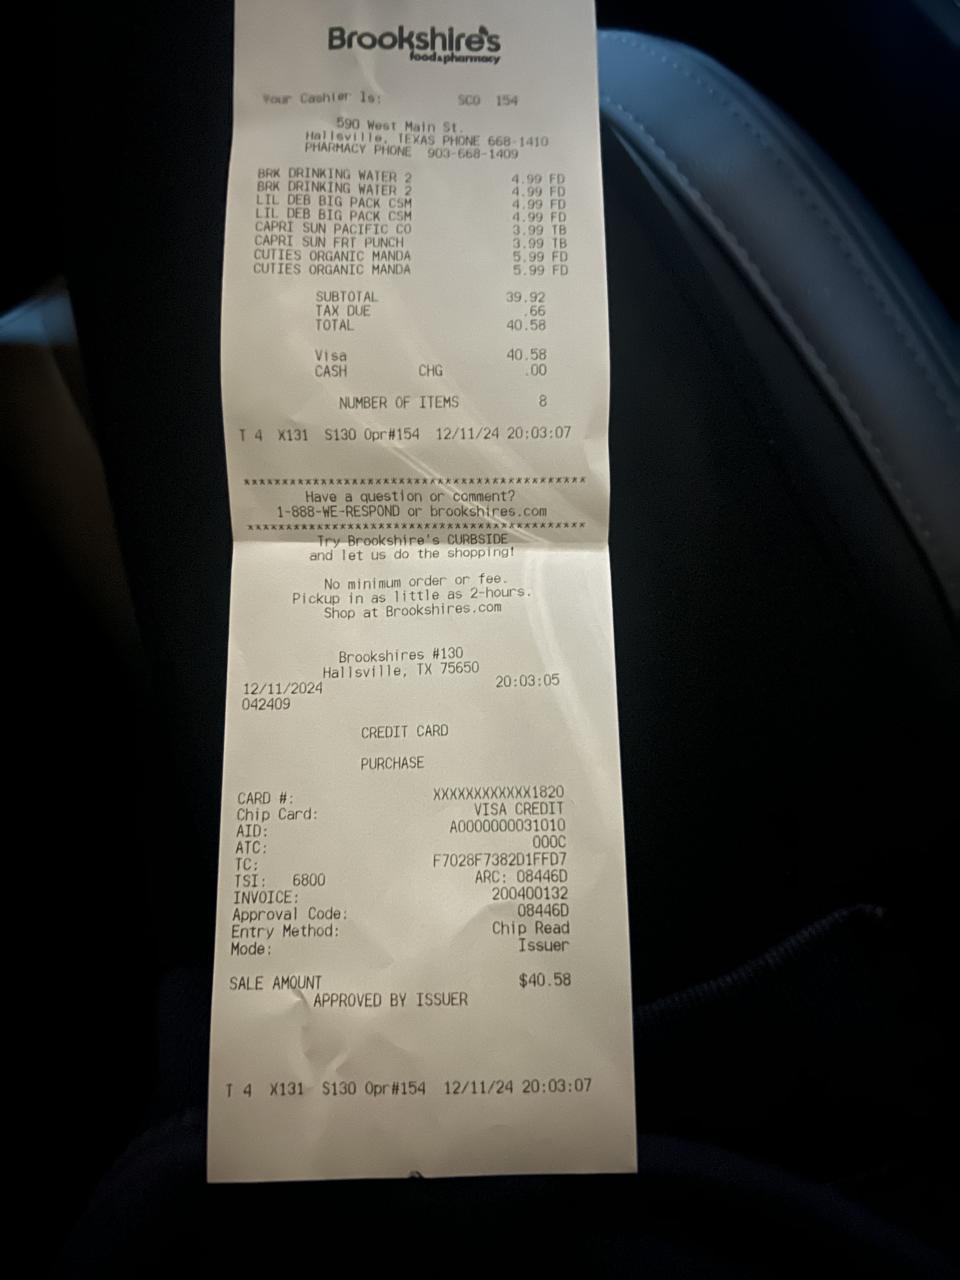 Brookshire's
food & pharmacy
Your Cashier Is: SCO 154
590 West Main St.
Hallsville, TEXAS PHONE 668-1410
PHARMACY PHONE 903-668-1409
BRK DRINKING WATER 2 4.99 FD
BRK DRINKING WATER 2 4.99 FD
LIL DEB BIG PACK CSM 4.99 FD
LIL DEB BIG PACK CSM 4.99 FD
CAPRI SUN PACIFIC CO 3.99 TB
CAPRI SUN FRT PUNCH 3.99 TB
CUTIES ORGANIC MANDA 5.99 FD
CUTIES ORGANIC MANDA 5.99 FD
SUBTOTAL 39.92
TAX DUE .66
TOTAL 40.58
Visa 40.58
CASH CHG .00
NUMBER OF ITEMS 8
T 4 X131 S130 Opr#154 12/11/24 20:03:07
******************************************
Have a question or comment?
1-888-WE-RESPOND or brookshires.com
******************************************
Try Brookshire's CURBSIDE
and let us do the shopping!
No minimum order or fee.
Pickup in as little as 2-hours.
Shop at Brookshires.com
Brookshires #130
Hallsville, TX 75650
12/11/2024 20:03:05
042409
CREDIT CARD
PURCHASE
CARD #: XXXXXXXXXXXX1820
Chip Card: VISA CREDIT
AID: A0000000031010
ATC: 000C
TC: F7028F7382D1FFD7
TSI: 6800 ARC: 08446D
INVOICE: 200400132
Approval Code: 08446D
Entry Method: Chip Read
Mode: Issuer
SALE AMOUNT $40.58
APPROVED BY ISSUER
T 4 X131 S130 Opr#154 12/11/24 20:03:07